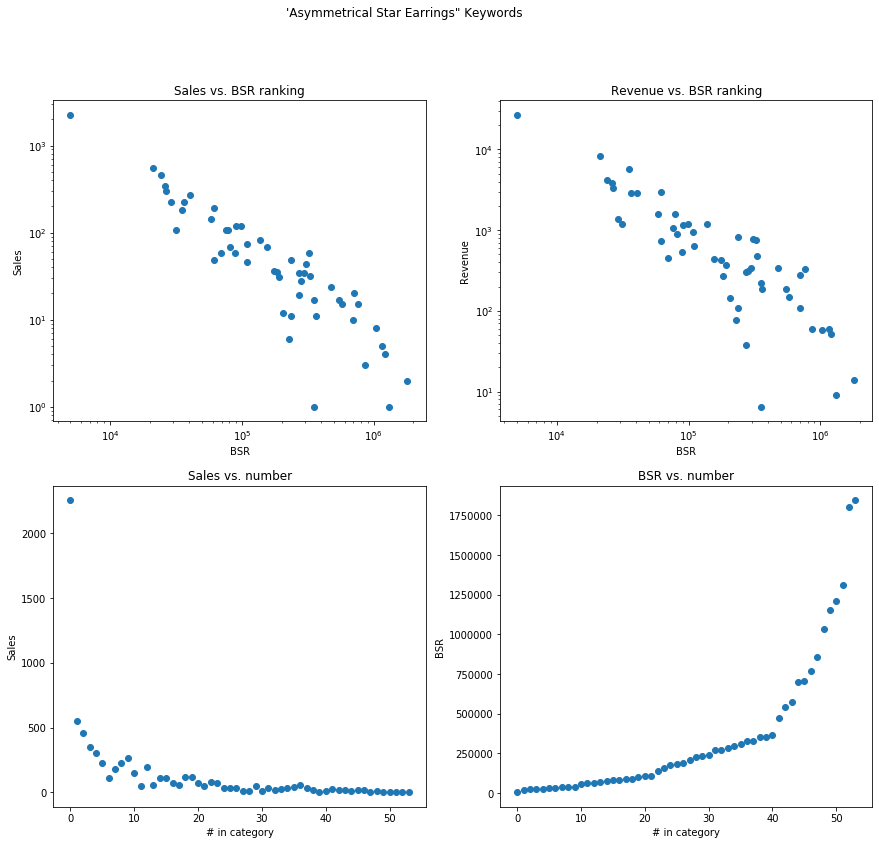 'Asymmetrical Star Earrings" Keywords
Sales vs. BSR ranking
10³
10²
10¹
10⁰
Sales
10⁴ 10⁵ 10⁶
BSR
Revenue vs. BSR ranking
10⁴
10³
10²
10¹
Revenue
10⁴ 10⁵ 10⁶
BSR
Sales vs. number
2000
1500
1000
500
0
Sales
0 10 20 30 40 50
# in category
BSR vs. number
1750000
1500000
1250000
1000000
750000
500000
250000
0
BSR
0 10 20 30 40 50
# in category